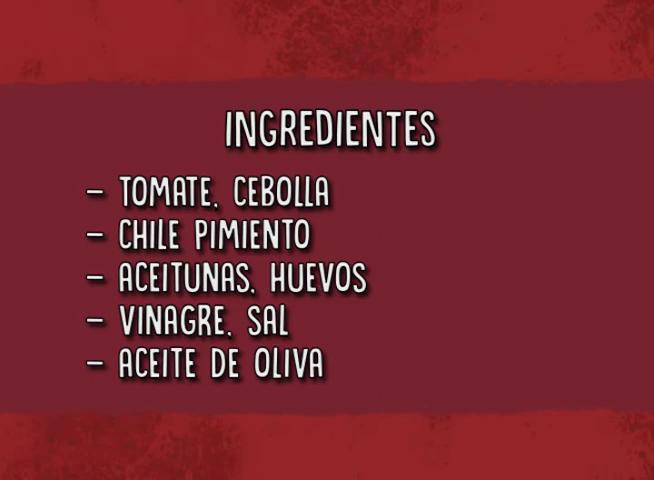 INGREDIENTES
- TOMATE, CEBOLLA
- CHILE PIMIENTO
- ACEITUNAS, HUEVOS
- VINAGRE, SAL
- ACEITE DE OLIVA